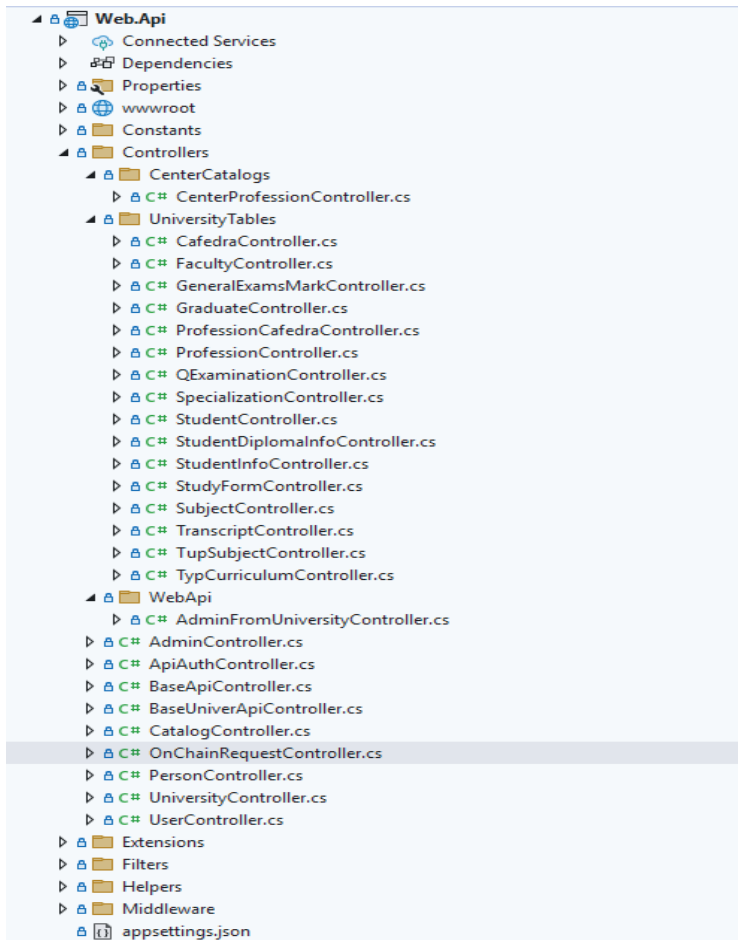 Web.Api
Connected Services
Dependencies
Properties
wwwroot
Constants
Controllers
CenterCatalogs
C# CenterProfessionController.cs
UniversityTables
C# CafedraController.cs
C# FacultyController.cs
C# GeneralExamsMarkController.cs
C# GraduateController.cs
C# ProfessionCafedraController.cs
C# ProfessionController.cs
C# QExaminationController.cs
C# SpecializationController.cs
C# StudentController.cs
C# StudentDiplomaInfoController.cs
C# StudentInfoController.cs
C# StudyFormController.cs
C# SubjectController.cs
C# TranscriptController.cs
C# TupSubjectController.cs
C# TypCurriculumController.cs
WebApi
C# AdminFromUniversityController.cs
C# AdminController.cs
C# ApiAuthController.cs
C# BaseApiController.cs
C# BaseUniverApiController.cs
C# CatalogController.cs
C# OnChainRequestController.cs
C# PersonController.cs
C# UniversityController.cs
C# UserController.cs
Extensions
Filters
Helpers
Middleware
appsettings.json